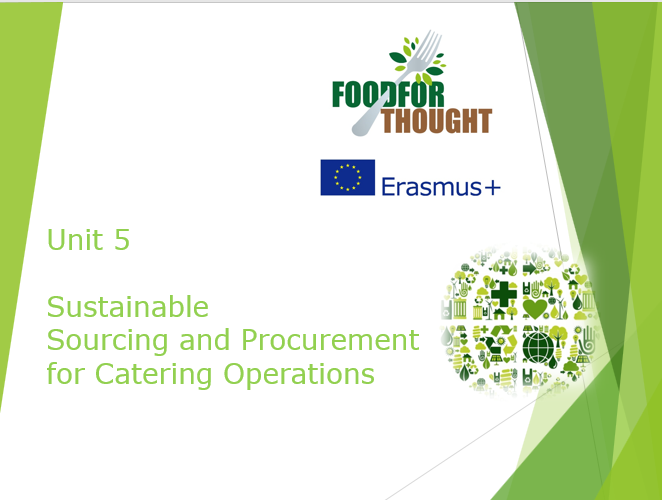 FOODFOR
THOUGHT
Erasmus+
Unit 5
Sustainable
Sourcing and Procurement
for Catering Operations